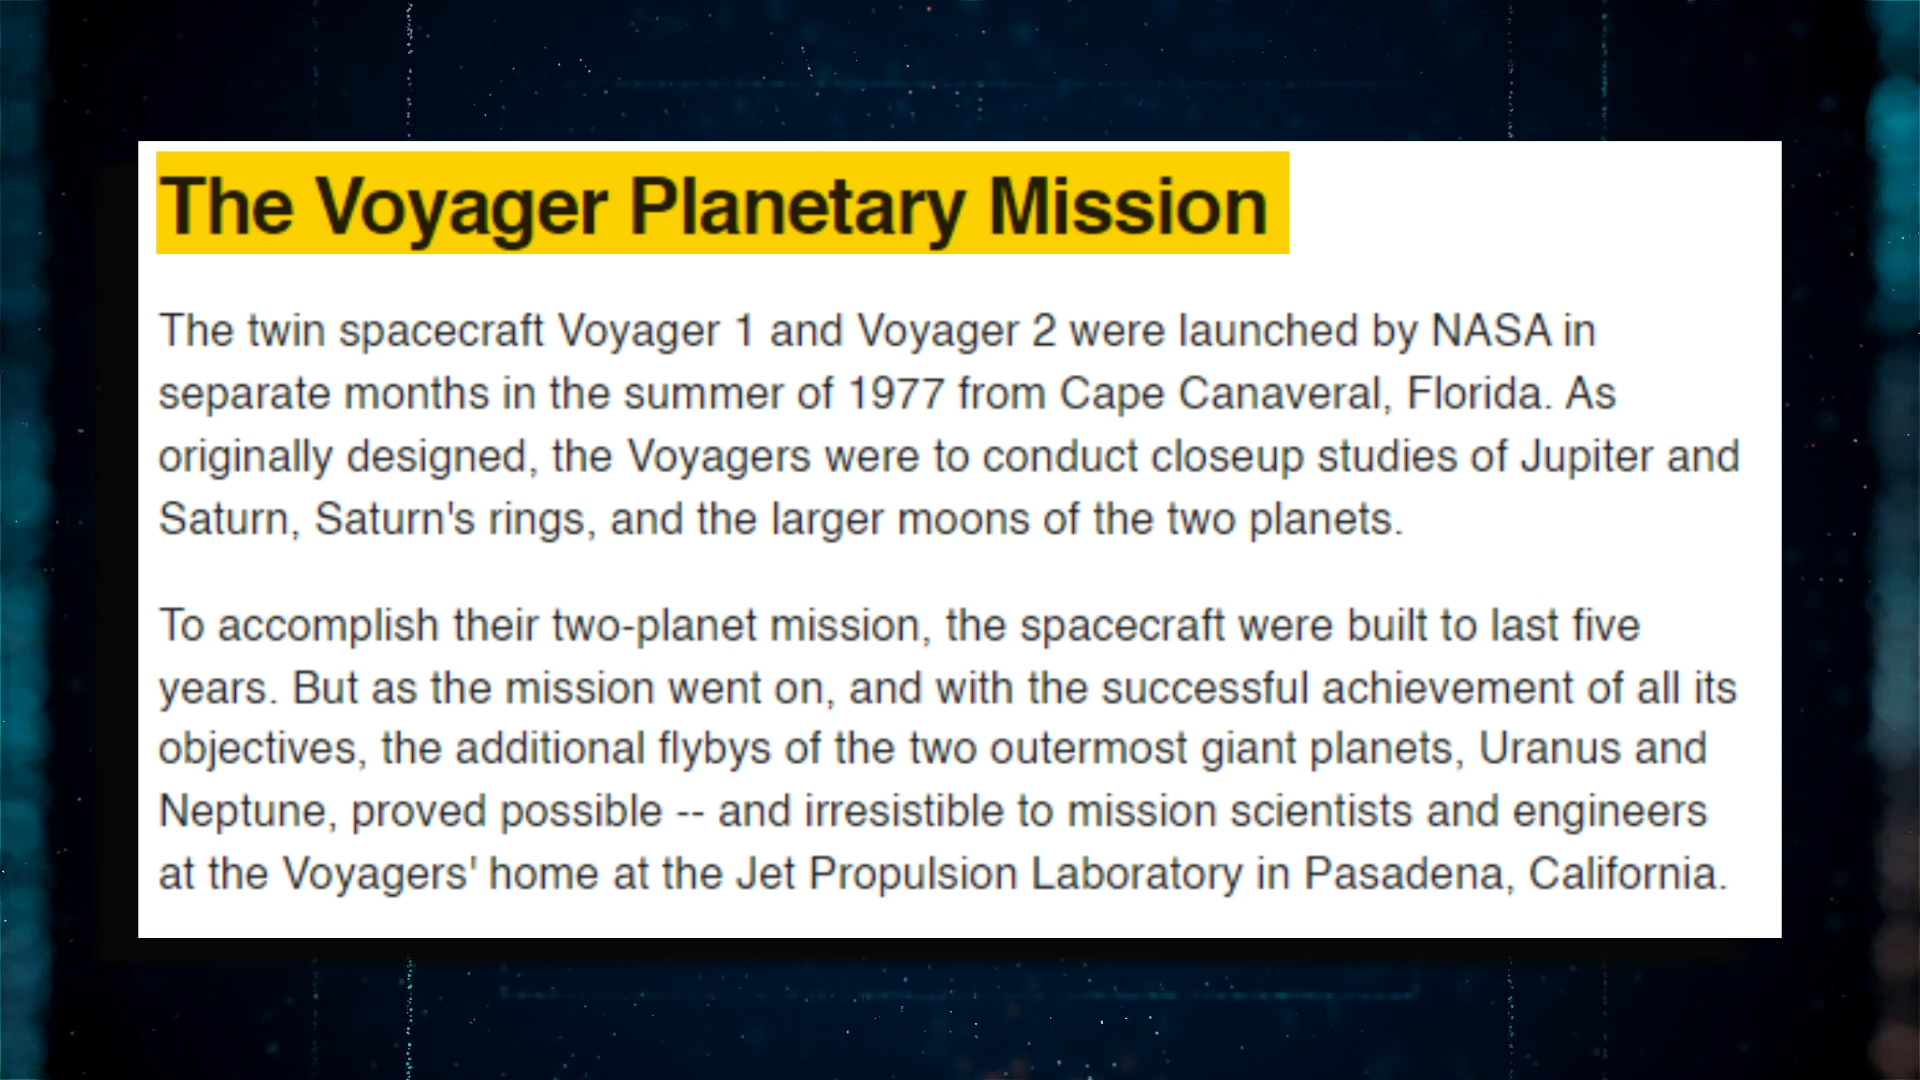 The Voyager Planetary Mission
The twin spacecraft Voyager 1 and Voyager 2 were launched by NASA in
separate months in the summer of 1977 from Cape Canaveral, Florida. As
originally designed, the Voyagers were to conduct closeup studies of Jupiter and
Saturn, Saturn's rings, and the larger moons of the two planets.
To accomplish their two-planet mission, the spacecraft were built to last five
years. But as the mission went on, and with the successful achievement of all its
objectives, the additional flybys of the two outermost giant planets, Uranus and
Neptune, proved possible -- and irresistible to mission scientists and engineers
at the Voyagers' home at the Jet Propulsion Laboratory in Pasadena, California.